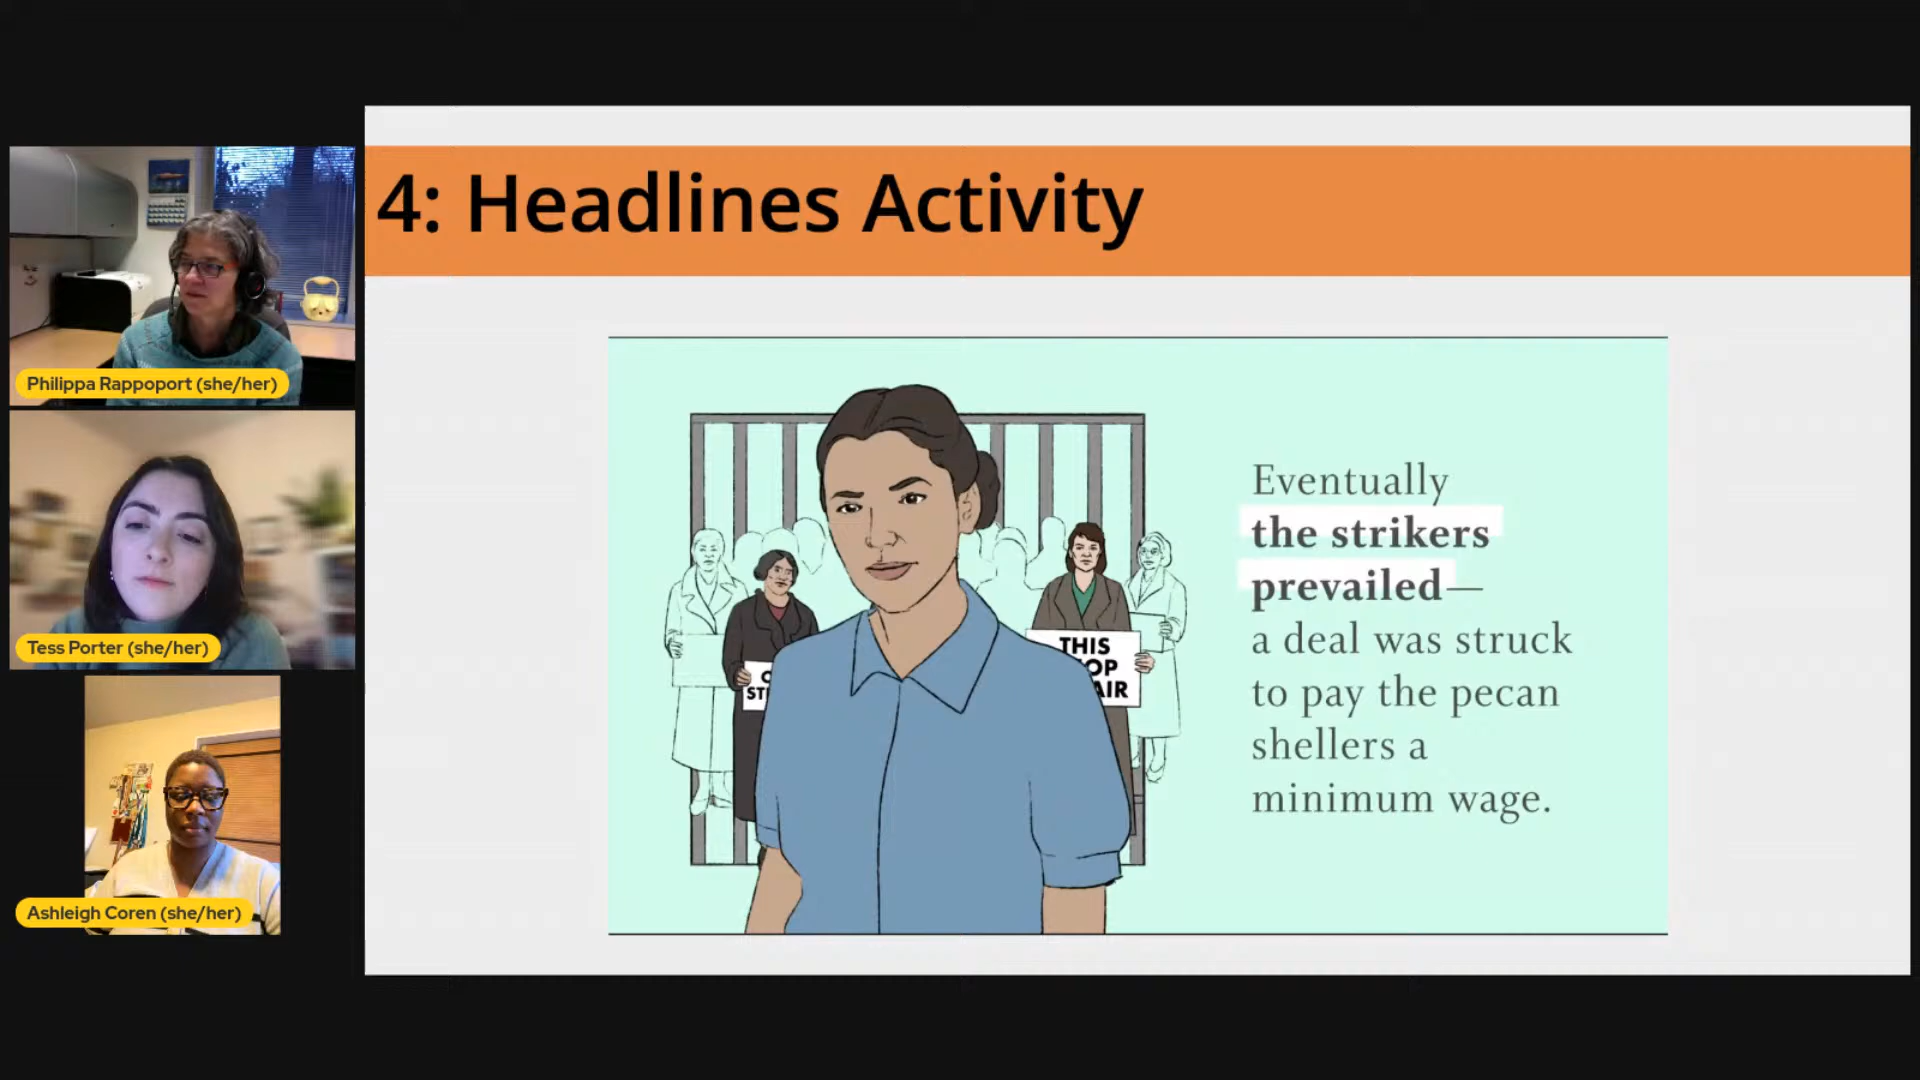 4: Headlines Activity
Philippa Rappoport (she/her)
Tess Porter (she/her)
Ashleigh Coren (she/her)
THIS
AIR
Eventually
the strikers
prevailed—
a deal was struck
to pay the pecan
shellers a
minimum wage.